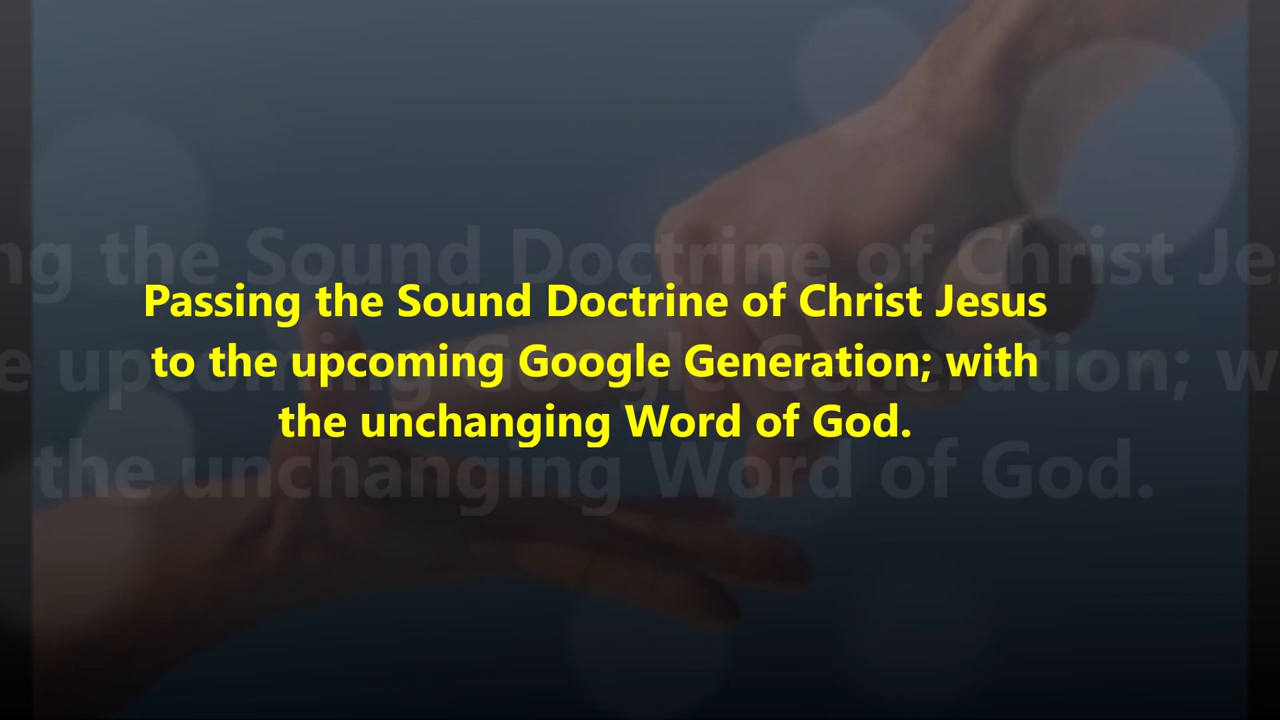 Passing the Sound Doctrine of Christ Jesus
to the upcoming Google Generation; with
the unchanging Word of God.